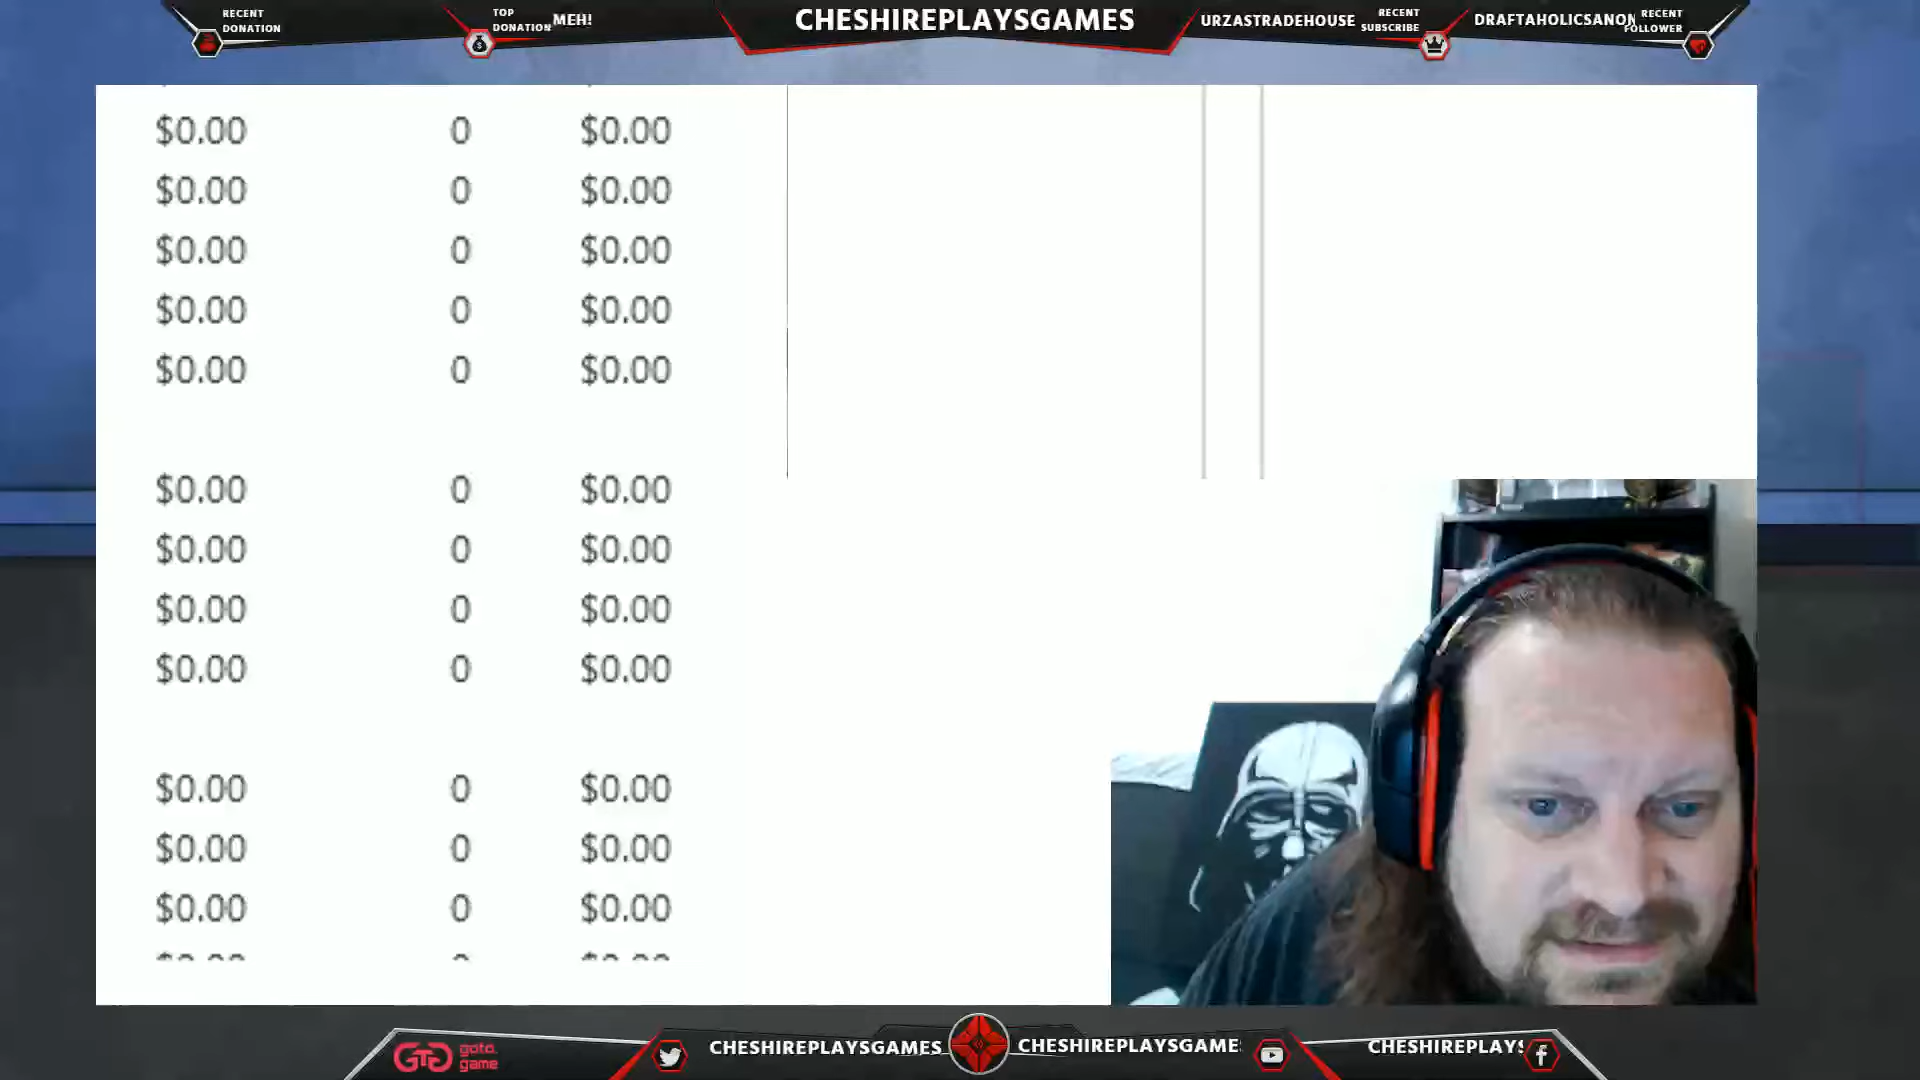 RECENT
DONATION
TOP
DONATION
MEH!
CHESHIREPLAYSGAMES
URZASTRADEHOUSE
RECENT
SUBSCRIBE
DRAFTAHOLICSANON
RECENT
FOLLOWER
$0.00 0 $0.00
$0.00 0 $0.00
$0.00 0 $0.00
$0.00 0 $0.00
$0.00 0 $0.00
$0.00 0 $0.00
$0.00 0 $0.00
$0.00 0 $0.00
$0.00 0 $0.00
$0.00 0 $0.00
$0.00 0 $0.00
$0.00 0 $0.00
GTG goto.
game
CHESHIREPLAYSGAMES
CHESHIREPLAYSGAME
CHESHIREPLAYS